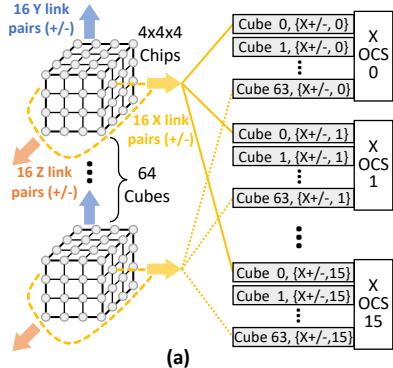 16 Y link
pairs (+/-)
4x4x4
Chips
16 X link
pairs (+/-)
16 Z link
pairs (+/-)
64
Cubes
Cube 0, {X+/-, 0}
Cube 1, {X+/-, 0}
Cube 63, {X+/-, 0}
X
OCS
0
Cube 0, {X+/-, 1}
Cube 1, {X+/-, 1}
Cube 63, {X+/-, 1}
X
OCS
1
Cube 0, {X+/-,15}
Cube 1, {X+/-,15}
Cube 63, {X+/-,15}
X
OCS
15
(a)